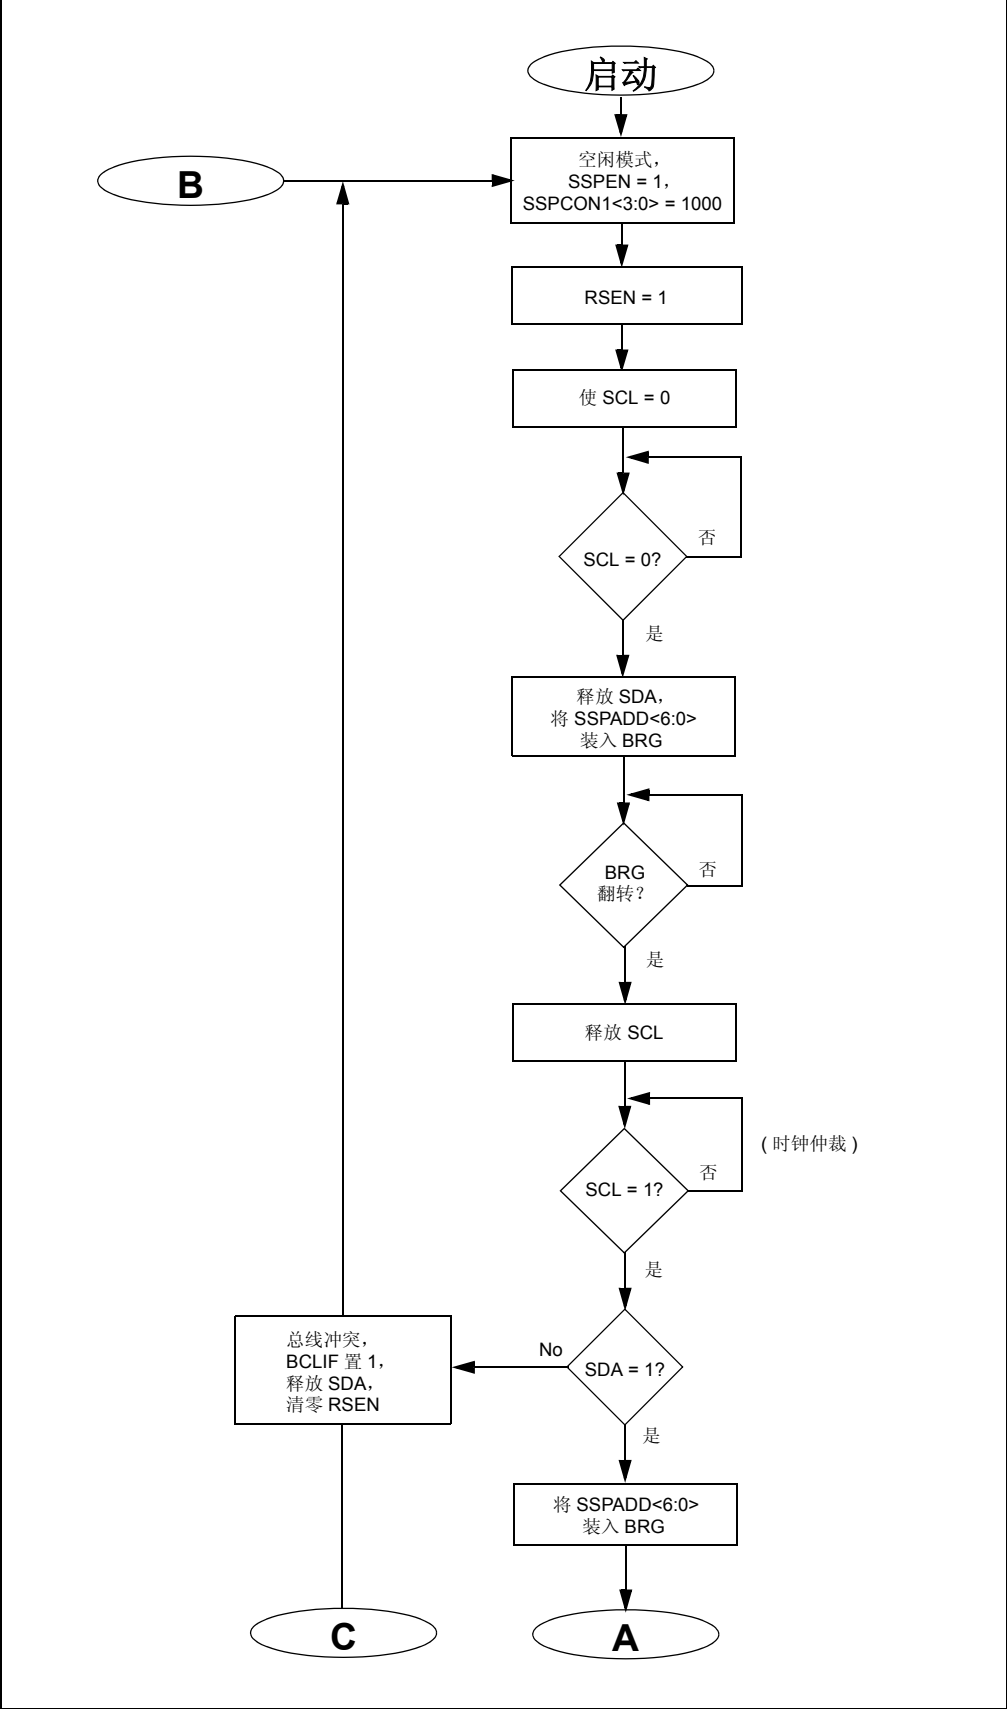 启动
B
空闲模式，
SSPEN = 1，
SSPCON1<3:0> = 1000
RSEN = 1
使 SCL = 0
否
SCL = 0?
是
释放 SDA，
将 SSPADD<6:0>
装入 BRG
BRG
翻转？
否
是
释放 SCL
( 时钟仲裁 )
否
SCL = 1?
是
No
SDA = 1?
总线冲突，
BCLIF 置 1，
释放 SDA，
清零 RSEN
是
将 SSPADD<6:0>
装入 BRG
C
A